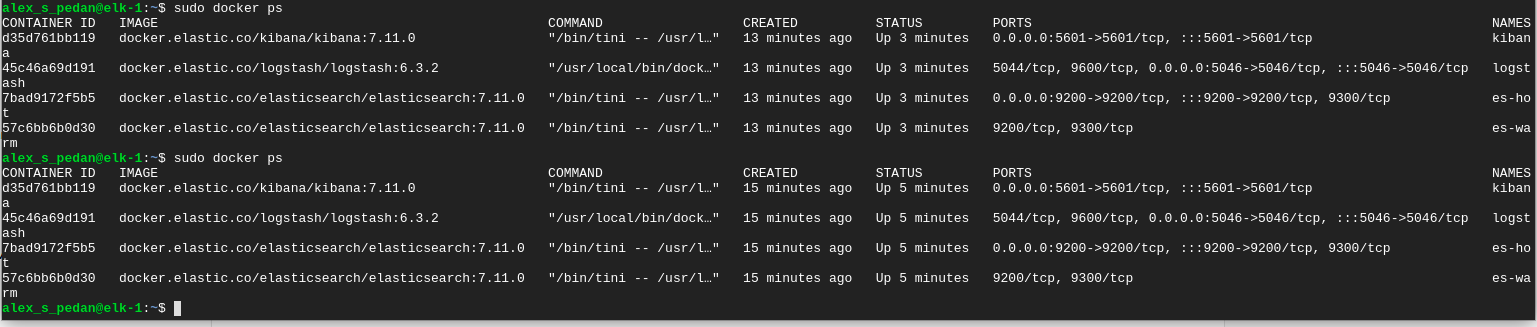 alex_s_pedan@elk-1:~$ sudo docker ps
CONTAINER ID   IMAGE                                                  COMMAND                  CREATED          STATUS         PORTS                                                           NAMES
d35d761bb119   docker.elastic.co/kibana/kibana:7.11.0                 "/bin/tini -- /usr/l…"   13 minutes ago   Up 3 minutes   0.0.0.0:5601->5601/tcp, :::5601->5601/tcp                       kiban
a
45c46a69d191   docker.elastic.co/logstash/logstash:6.3.2              "/usr/local/bin/dock…"   13 minutes ago   Up 3 minutes   5044/tcp, 9600/tcp, 0.0.0.0:5046->5046/tcp, :::5046->5046/tcp   logst
ash
7bad9172f5b5   docker.elastic.co/elasticsearch/elasticsearch:7.11.0   "/bin/tini -- /usr/l…"   13 minutes ago   Up 3 minutes   0.0.0.0:9200->9200/tcp, :::9200->9200/tcp, 9300/tcp             es-ho
t
57c6bb6b0d30   docker.elastic.co/elasticsearch/elasticsearch:7.11.0   "/bin/tini -- /usr/l…"   13 minutes ago   Up 3 minutes   9200/tcp, 9300/tcp                                              es-wa
rm
alex_s_pedan@elk-1:~$ sudo docker ps
CONTAINER ID   IMAGE                                                  COMMAND                  CREATED          STATUS         PORTS                                                           NAMES
d35d761bb119   docker.elastic.co/kibana/kibana:7.11.0                 "/bin/tini -- /usr/l…"   15 minutes ago   Up 5 minutes   0.0.0.0:5601->5601/tcp, :::5601->5601/tcp                       kiban
a
45c46a69d191   docker.elastic.co/logstash/logstash:6.3.2              "/usr/local/bin/dock…"   15 minutes ago   Up 5 minutes   5044/tcp, 9600/tcp, 0.0.0.0:5046->5046/tcp, :::5046->5046/tcp   logst
ash
7bad9172f5b5   docker.elastic.co/elasticsearch/elasticsearch:7.11.0   "/bin/tini -- /usr/l…"   15 minutes ago   Up 5 minutes   0.0.0.0:9200->9200/tcp, :::9200->9200/tcp, 9300/tcp             es-ho
t
57c6bb6b0d30   docker.elastic.co/elasticsearch/elasticsearch:7.11.0   "/bin/tini -- /usr/l…"   15 minutes ago   Up 5 minutes   9200/tcp, 9300/tcp                                              es-wa
rm
alex_s_pedan@elk-1:~$